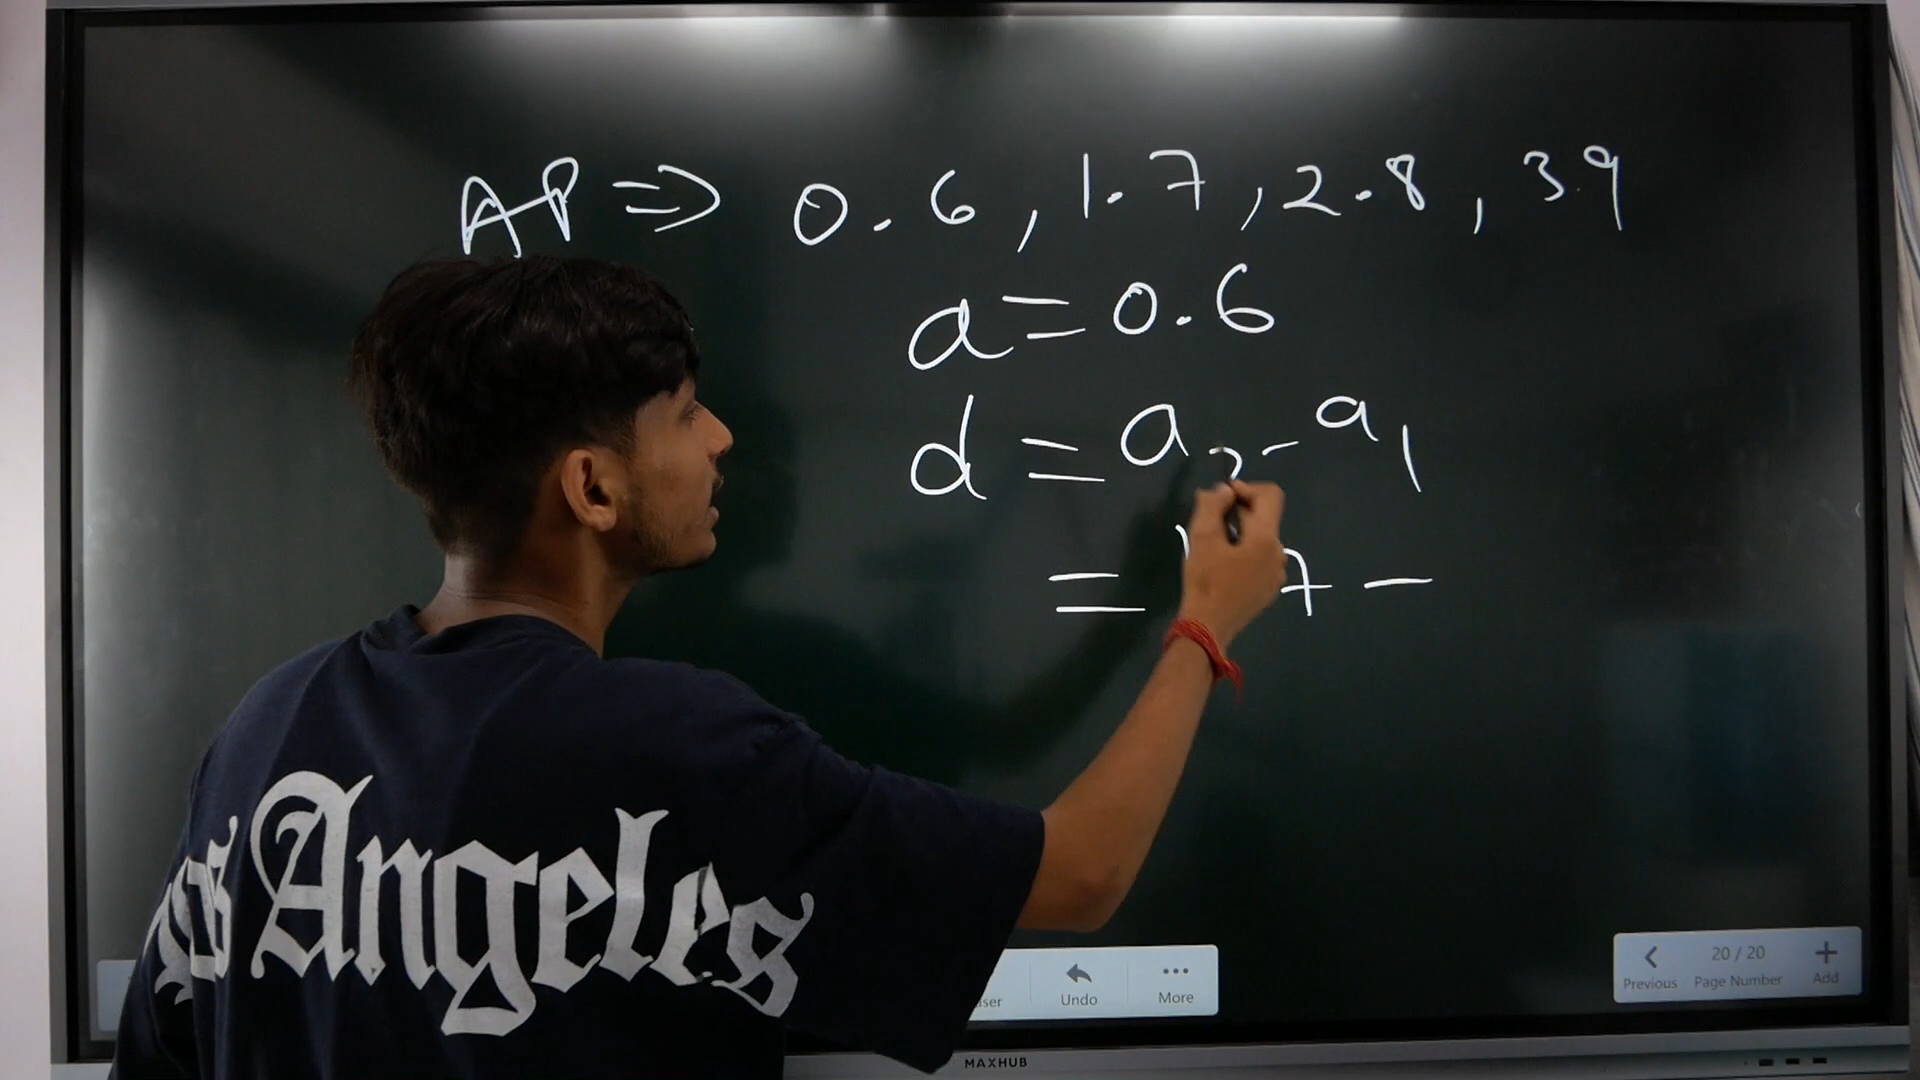 AP => 0.6, 1.7, 2.8, 3.9
a = 0.6
d = a2 - a1
= 7 -
Los Angeles
Undo
More
Previous
20 / 20
Page Number
Add
MAXHUB